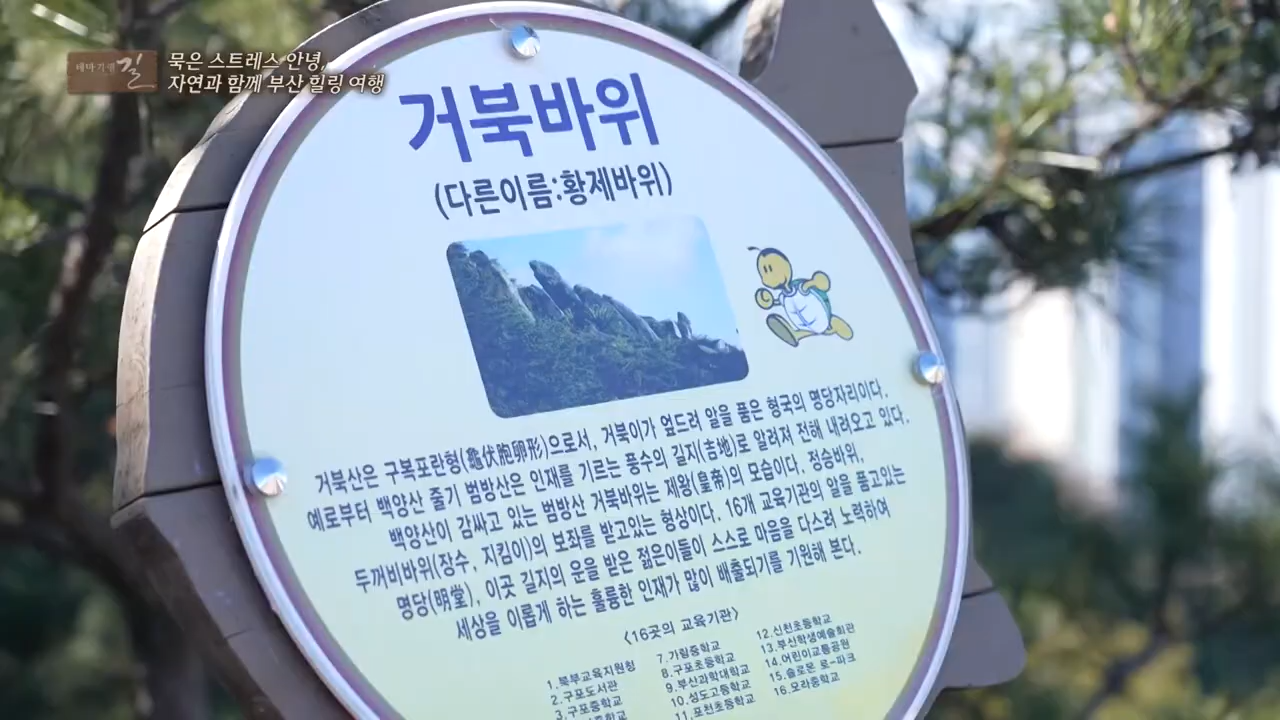 테마기행 길
묵은 스트레스 안녕,
자연과 함께 부산 힐링 여행
거북바위
(다른이름:황제바위)
거북산은 구복포란형(龜伏胞卵形)으로서, 거북이가 엎드려 알을 품은 형국의 명당자리이다.
예로부터 백양산 줄기 범방산은 인재를 기르는 풍수의 길지(吉地)로 알려져 전해 내려오고 있다.
백양산이 감싸고 있는 범방산 거북바위는 제왕(皇帝)의 모습이다. 정승바위,
두꺼비바위(장수, 지킴이)의 보좌를 받고있는 형상이다. 16개 교육기관의 알을 품고있는
명당(明堂), 이곳 길지의 운을 받은 젊은이들이 스스로 마음을 다스려 노력하여
세상을 이롭게 하는 훌륭한 인재가 많이 배출되기를 기원해 본다.
<16곳의 교육기관>
1.북부교육지원청
2.구포도서관
3.구포중학교
7.가람중학교
8.구포초등학교
9.부산과학대학교
10.성도고등학교
11.포천초등학교
12.신천초등학교
13.부산학생예술회관
14.어린이교통공원
15.솔로몬 로-파크
16.모라중학교